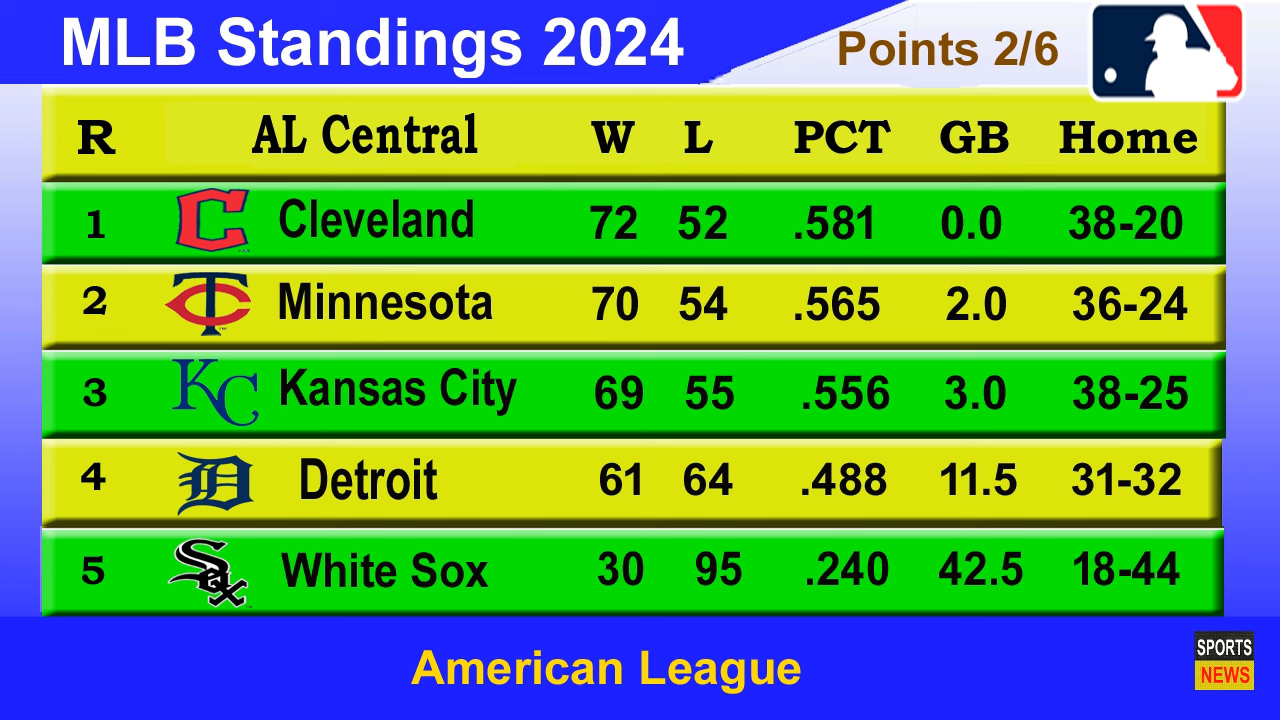 MLB Standings 2024 Points 2/6
R AL Central W L PCT GB Home
1 C Cleveland 72 52 .581 0.0 38-20
2 TC Minnesota 70 54 .565 2.0 36-24
3 KC Kansas City 69 55 .556 3.0 38-25
4 D Detroit 61 64 .488 11.5 31-32
5 Sox White Sox 30 95 .240 42.5 18-44
American League
SPORTS
NEWS